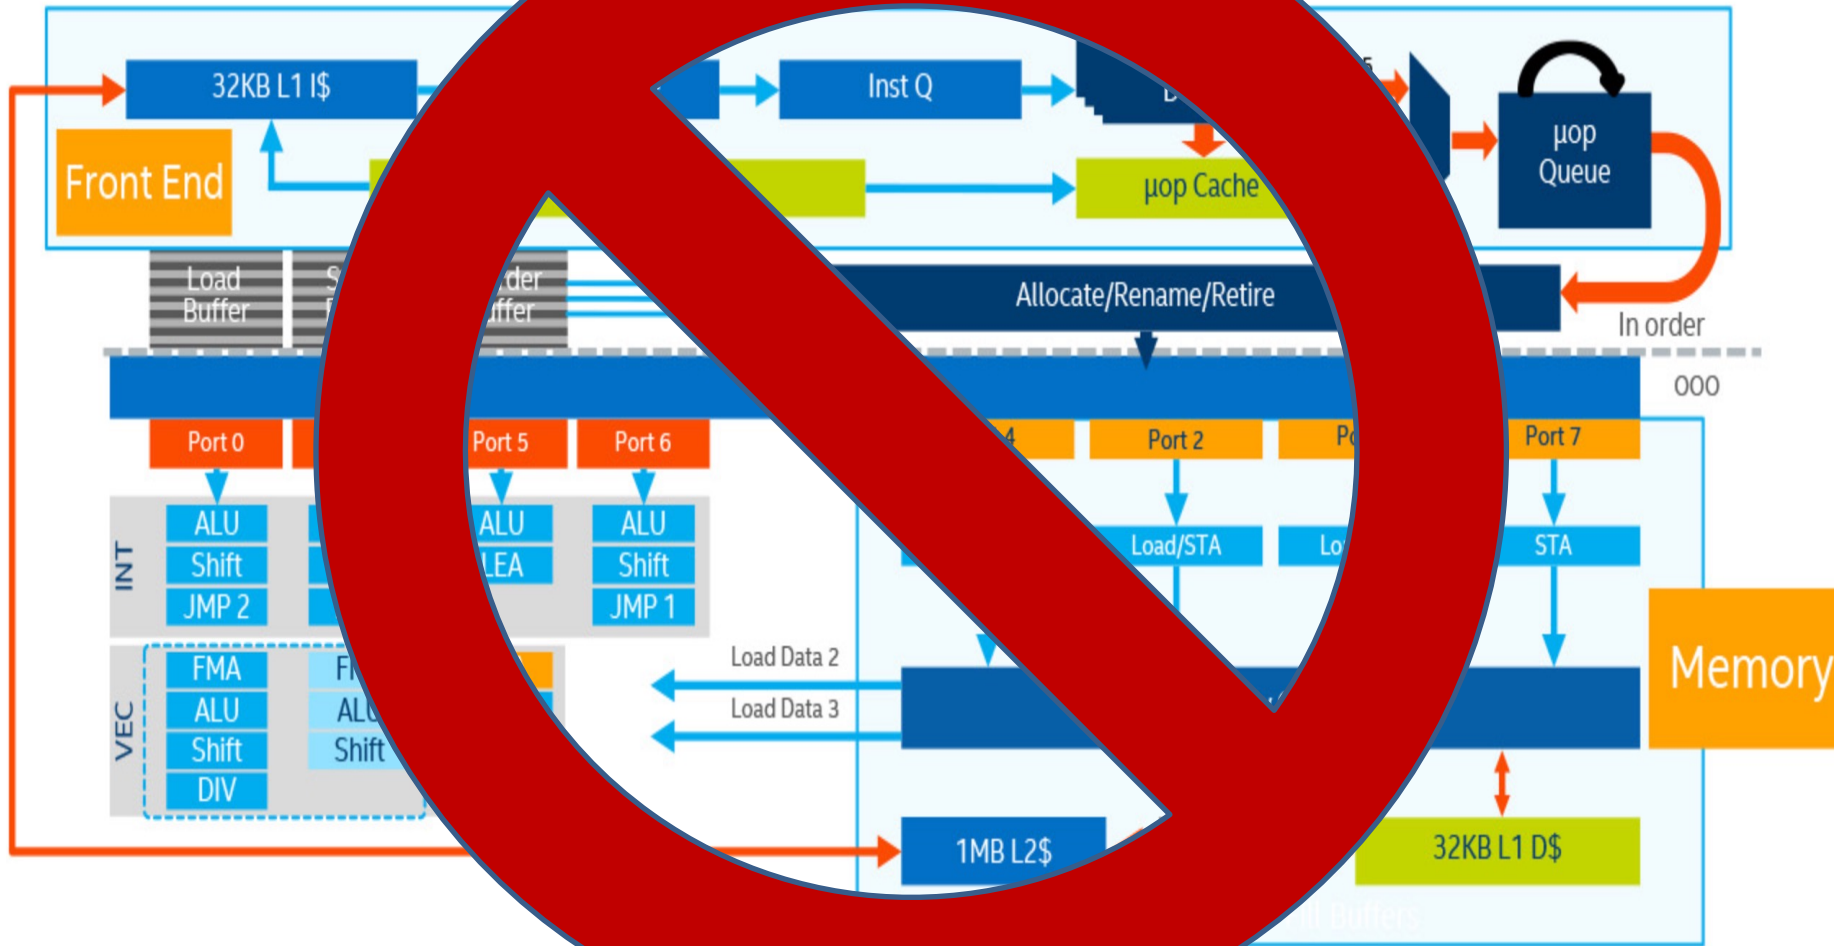 32KB L1 I$
Inst Q
μop
Queue
Front End
μop Cache
Load
Buffer
Allocate/Rename/Retire
In order
OOO
Port 0
Port 5
Port 6
Port 2
Port 7
INT
ALU
ALU
ALU
Shift
LEA
Shift
JMP 2
JMP 1
Load/STA
STA
Load Data 2
Load Data 3
Memory
VEC
FMA
ALU
Shift
Shift
DIV
1MB L2$
32KB L1 D$
Buffers